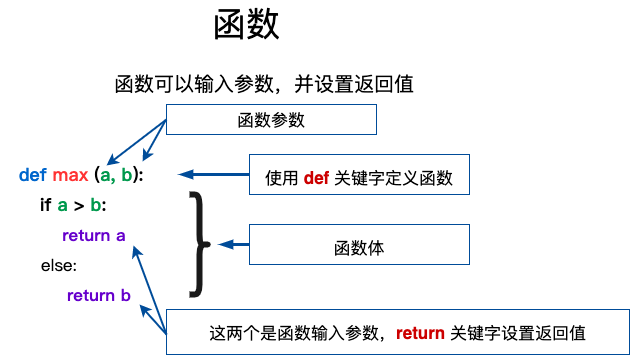 函数
函数可以输入参数，并设置返回值
函数参数
def max (a, b):
使用 def 关键字定义函数
if a > b:
return a
函数体
else:
return b
这两个是函数输入参数，return 关键字设置返回值